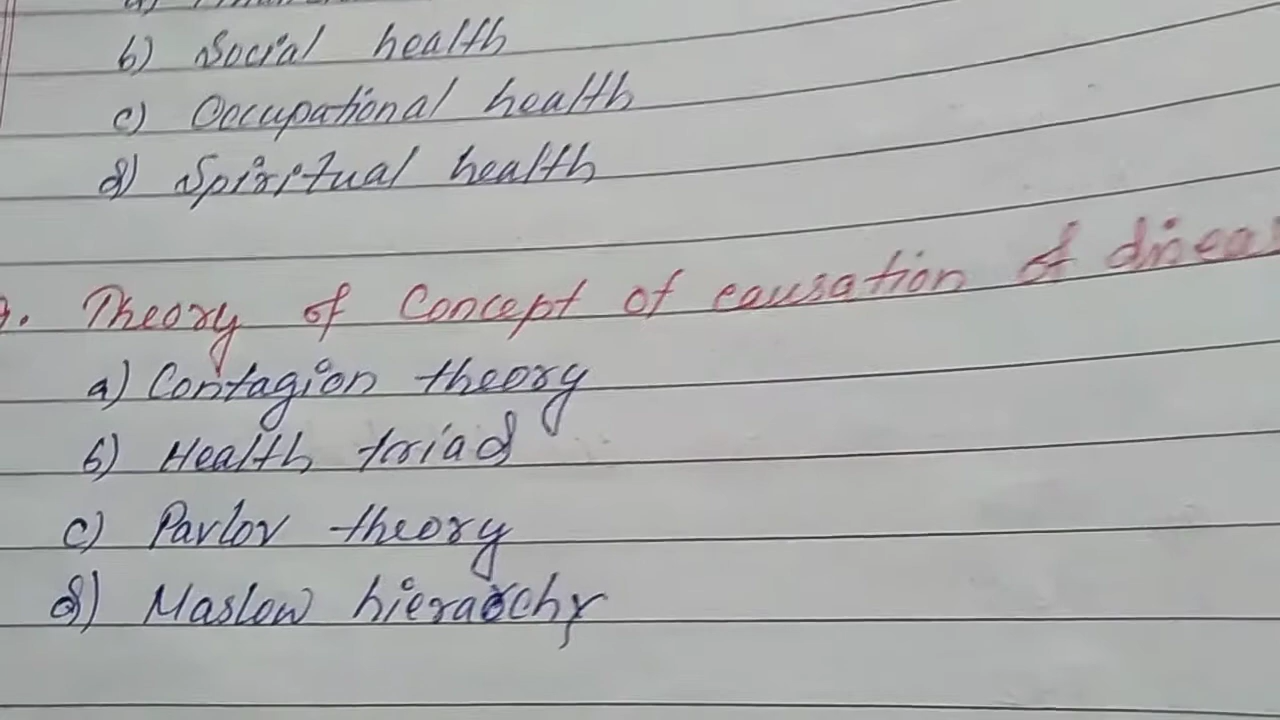 b) Social health
c) Occupational health
d) Spiritual health
Theory of Concept of causation of
a) Contagion theory
b) Health triad
c) Pavlov theory
d) Maslow hierarchy